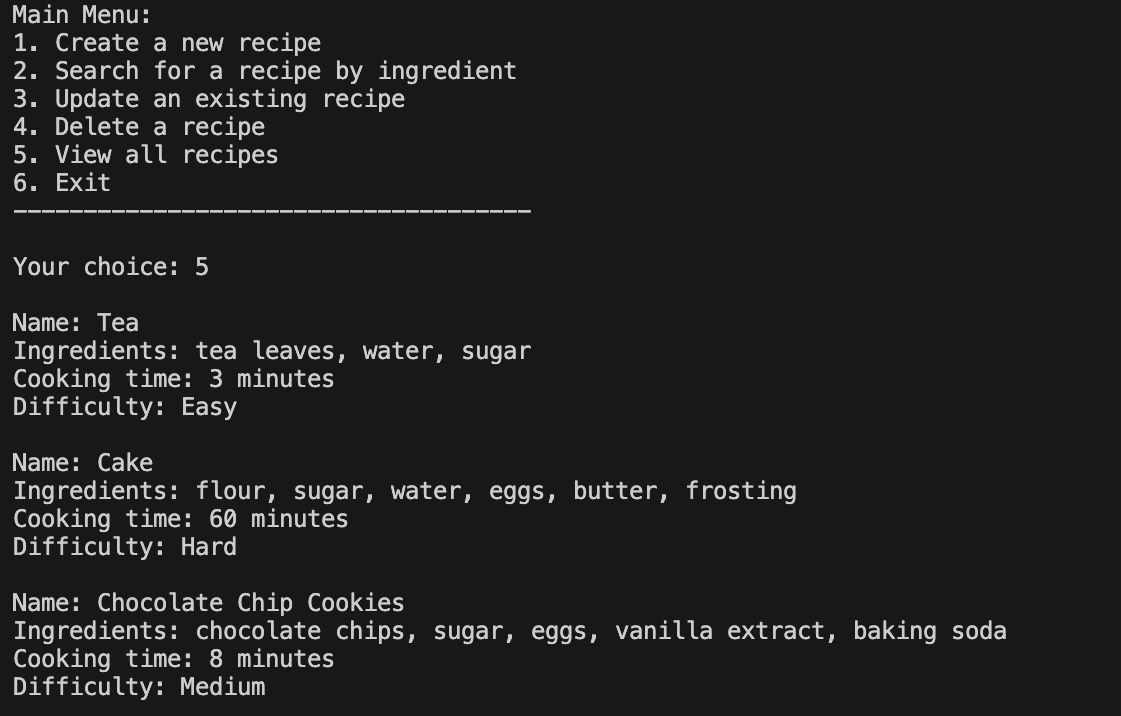 Main Menu:
1. Create a new recipe
2. Search for a recipe by ingredient
3. Update an existing recipe
4. Delete a recipe
5. View all recipes
6. Exit
-------------------------------------
Your choice: 5
Name: Tea
Ingredients: tea leaves, water, sugar
Cooking time: 3 minutes
Difficulty: Easy
Name: Cake
Ingredients: flour, sugar, water, eggs, butter, frosting
Cooking time: 60 minutes
Difficulty: Hard
Name: Chocolate Chip Cookies
Ingredients: chocolate chips, sugar, eggs, vanilla extract, baking soda
Cooking time: 8 minutes
Difficulty: Medium